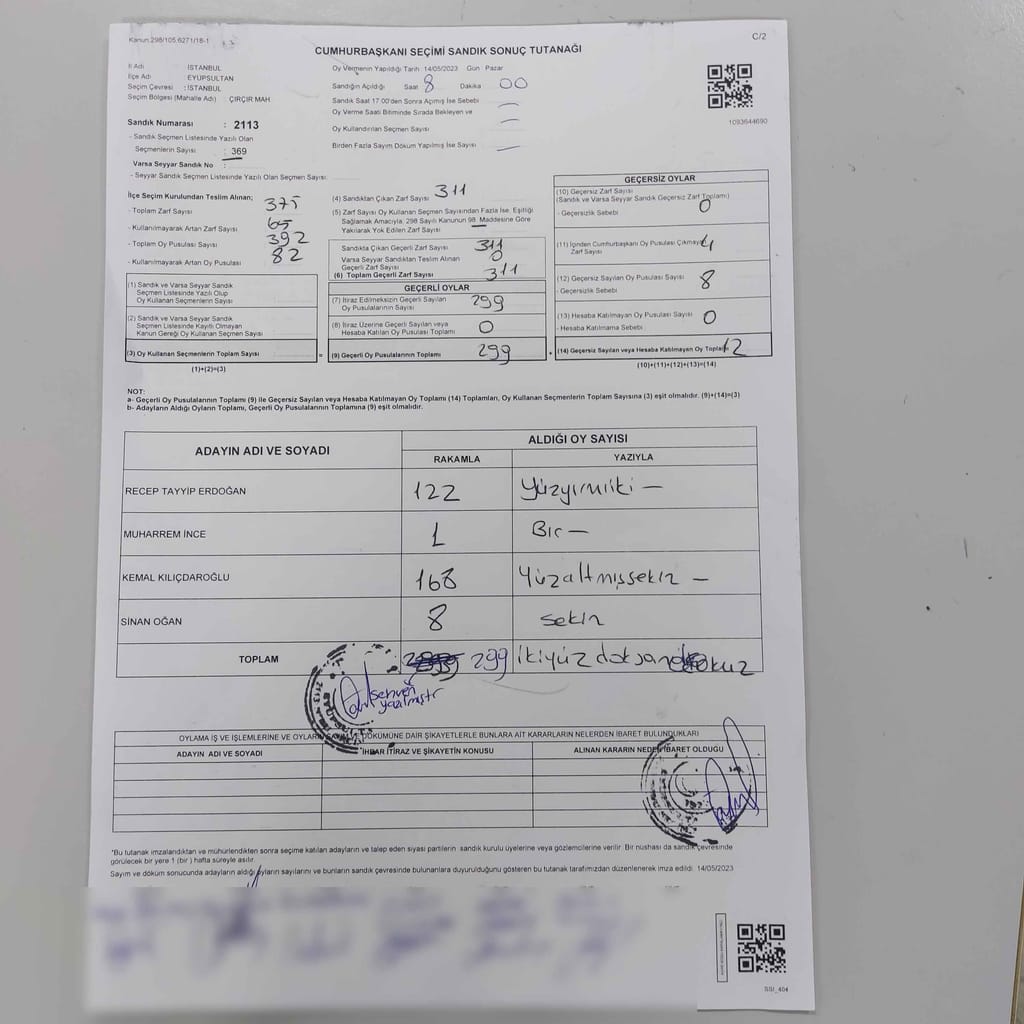 Kanun 298/105,6271/18-1
C/2
CUMHURBAŞKANI SEÇİMİ SANDIK SONUÇ TUTANAĞI
İl Adı : İSTANBUL
İlçe Adı : EYÜPSULTAN
Seçim Çevresi : İSTANBUL
Seçim Bölgesi (Mahalle Adı) ÇIRÇIR MAH
Sandık Numarası : 2113
- Sandık Seçmen Listesinde Yazılı Olan
Seçmenlerin Sayısı : 369
Varsa Seyyar Sandık No :
- Seyyar Sandık Seçmen Listesinde Yazılı Olan Seçmen Sayısı:
Oy Vermenin Yapıldığı Tarih 14/05/2023 Gün Pazar
Sandığın Açıldığı Saat 8 Dakika 00
Sandık Saat 17.00'den Sonra Açımış İse Sebebi
Oy Verme Saati Bitiminde Sırada Bekleyen ve
Oy Kullandırılan Seçmen Sayısı
Birden Fazla Sayım Döküm Yapılmış İse Sayısı
1093644690
İlçe Seçim Kurulundan Teslim Alınan;
- Toplam Zarf Sayısı 375
- Kullanılmayarak Artan Zarf Sayısı 65
- Toplam Oy Pusulası Sayısı 392
- Kullanılmayarak Artan Oy Pusulası 82
(1) Sandık ve Varsa Seyyar Sandık
Seçmen Listesinde Yazılı Olup
Oy Kullanan Seçmenlerin Sayısı
(2) Sandık ve Varsa Seyyar Sandık
Seçmen Listesinde Kayıtlı Olmayan
Kanun Gereği Oy Kullanan Seçmen Sayısı
(3) Oy Kullanan Seçmenlerin Toplam Sayısı =
(1)+(2)=(3)
(4) Sandıktan Çıkan Zarf Sayısı 311
(5) Zarf Sayısı Oy Kullanan Seçmen Sayısından Fazla İse; Eşitliği
Sağlamak Amacıyla; 298 Sayılı Kanunun 98. Maddesine Göre
Yakılarak Yok Edilen Zarf Sayısı
Sandıkta Çıkan Geçerli Zarf Sayısı 311
Varsa Seyyar Sandıktan Teslim Alınan
Geçerli Zarf Sayısı 0
(6) Toplam Geçerli Zarf Sayısı 311
GEÇERLİ OYLAR
(7) İtiraz Edilmeksizin Geçerli Sayılan
Oy Pusulalarının Sayısı 299
(8) İtiraz Üzerine Geçerli Sayılan veya
Hesaba Katılan Oy Pusulası Toplamı 0
(9) Geçerli Oy Pusulalarının Toplamı 299 +
GEÇERSİZ OYLAR
(10) Geçersiz Zarf Sayısı
(Sandık ve Varsa Seyyar Sandık Geçersiz Zarf Toplamı)
- Geçersizlik Sebebi 0
(11) İçinden Cumhurbaşkanı Oy Pusulası Çıkmayan 4
Zarf Sayısı
(12) Geçersiz Sayılan Oy Pusulası Sayısı 8
- Geçersizlik Sebebi
(13) Hesaba Katılmayan Oy Pusulası Sayısı 0
- Hesaba Katılmama Sebebi
(14) Geçersiz Sayılan veya Hesaba Katılmayan Oy Toplamı 12
(10)+(11)+(12)+(13)=(14)
NOT:
a- Geçerli Oy Pusulalarının Toplamı (9) ile Geçersiz Sayılan veya Hesaba Katılmayan Oy Toplamı (14) Toplamları, Oy Kullanan Seçmenlerin Toplam Sayısına (3) eşit olmalıdır. (9)+(14)=(3)
b- Adayların Aldığı Oyların Toplamı, Geçerli Oy Pusulalarının Toplamına (9) eşit olmalıdır.
ADAYIN ADI VE SOYADI
ALDIĞI OY SAYISI
RAKAMLA YAZIYLA
RECEP TAYYİP ERDOĞAN 122 Yüzyirmiiki —
MUHARREM İNCE 1 Bir —
KEMAL KILIÇDAROĞLU 168 Yüzaltmışsekiz —
SİNAN OĞAN 8 sekiz
TOPLAM 299 ikiyüz doksandokuz
sehven
yazılmıştır
OYLAMA İŞ VE İŞLEMLERİNE VE OYLARIN SAYIM VE DÖKÜMÜNE DAİR ŞİKAYETLERLE BUNLARA AİT KARARLARIN NELERDEN İBARET BULUNDUKLARI
ADAYIN ADI VE SOYADI İHBAR İTİRAZ VE ŞİKAYETİN KONUSU ALINAN KARARIN NEDEN İBARET OLDUĞU
*Bu tutanak imzalandıktan ve mühürlendikten sonra seçime katılan adayların ve talep eden siyasi partilerin sandık kurulu üyelerine veya gözlemcilerine verilir. Bir nüshası da sandık çevresinde
görülecek bir yere 1 (bir ) hafta süreyle asılır.
Sayım ve döküm sonucunda adayların aldığı oyların sayılarını ve bunların sandık çevresinde bulunanlara duyurulduğunu gösteren bu tutanak tarafımızdan düzenlenerek imza edildi. 14/05/2023